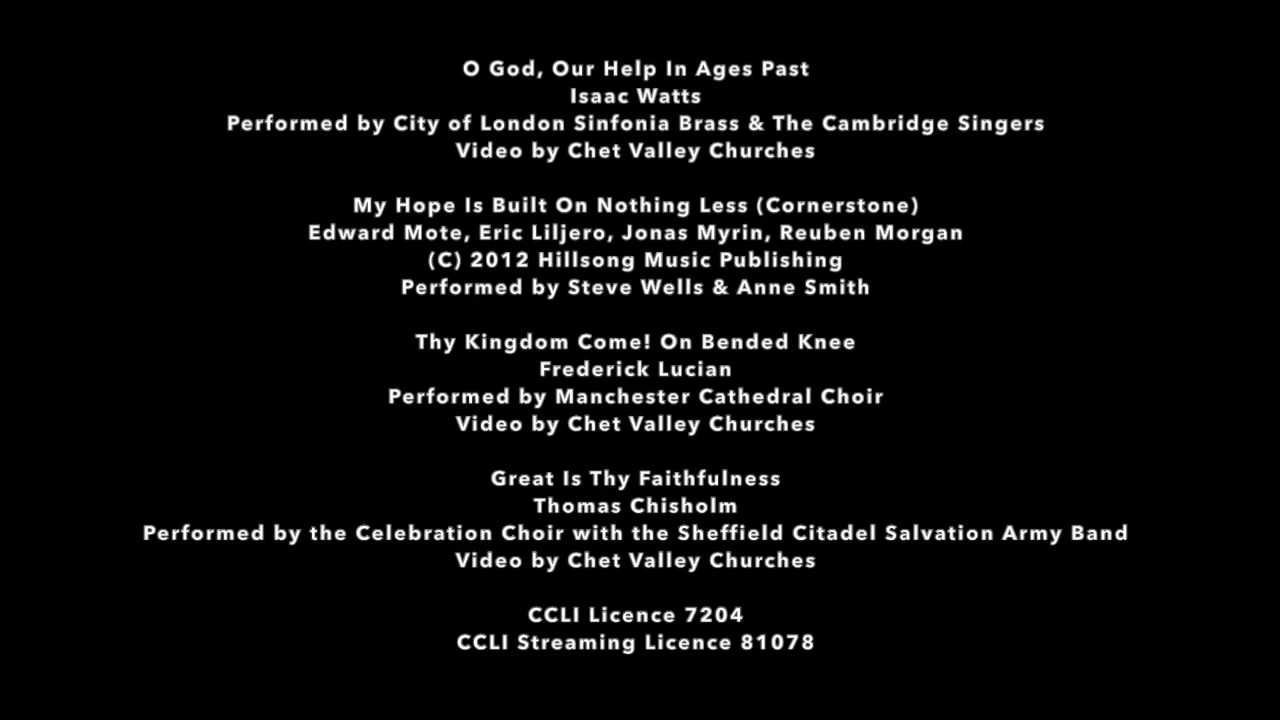 O God, Our Help In Ages Past
Isaac Watts
Performed by City of London Sinfonia Brass & The Cambridge Singers
Video by Chet Valley Churches
My Hope Is Built On Nothing Less (Cornerstone)
Edward Mote, Eric Liljero, Jonas Myrin, Reuben Morgan
(C) 2012 Hillsong Music Publishing
Performed by Steve Wells & Anne Smith
Thy Kingdom Come! On Bended Knee
Frederick Lucian
Performed by Manchester Cathedral Choir
Video by Chet Valley Churches
Great Is Thy Faithfulness
Thomas Chisholm
Performed by the Celebration Choir with the Sheffield Citadel Salvation Army Band
Video by Chet Valley Churches
CCLI Licence 7204
CCLI Streaming Licence 81078